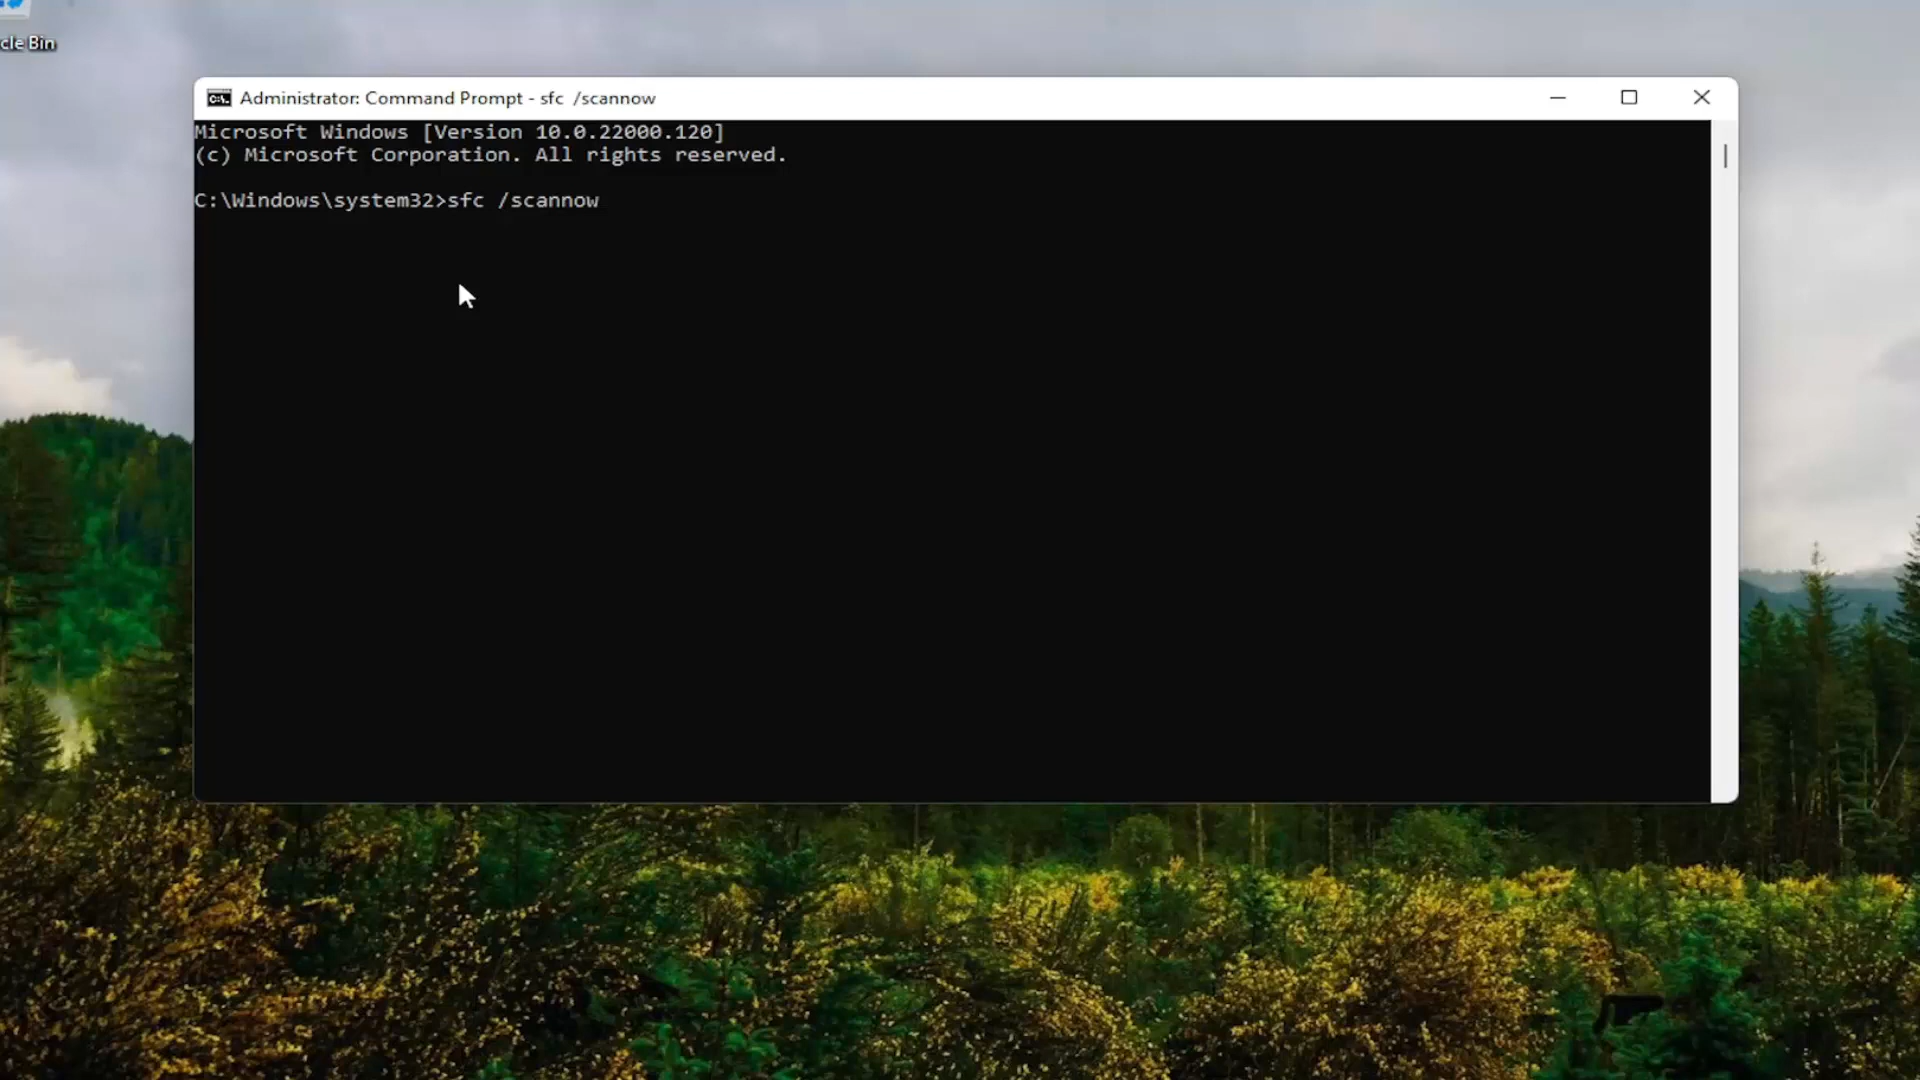 cle Bin
Administrator: Command Prompt - sfc  /scannow
Microsoft Windows [Version 10.0.22000.120]
(c) Microsoft Corporation. All rights reserved.
C:\Windows\system32>sfc /scannow